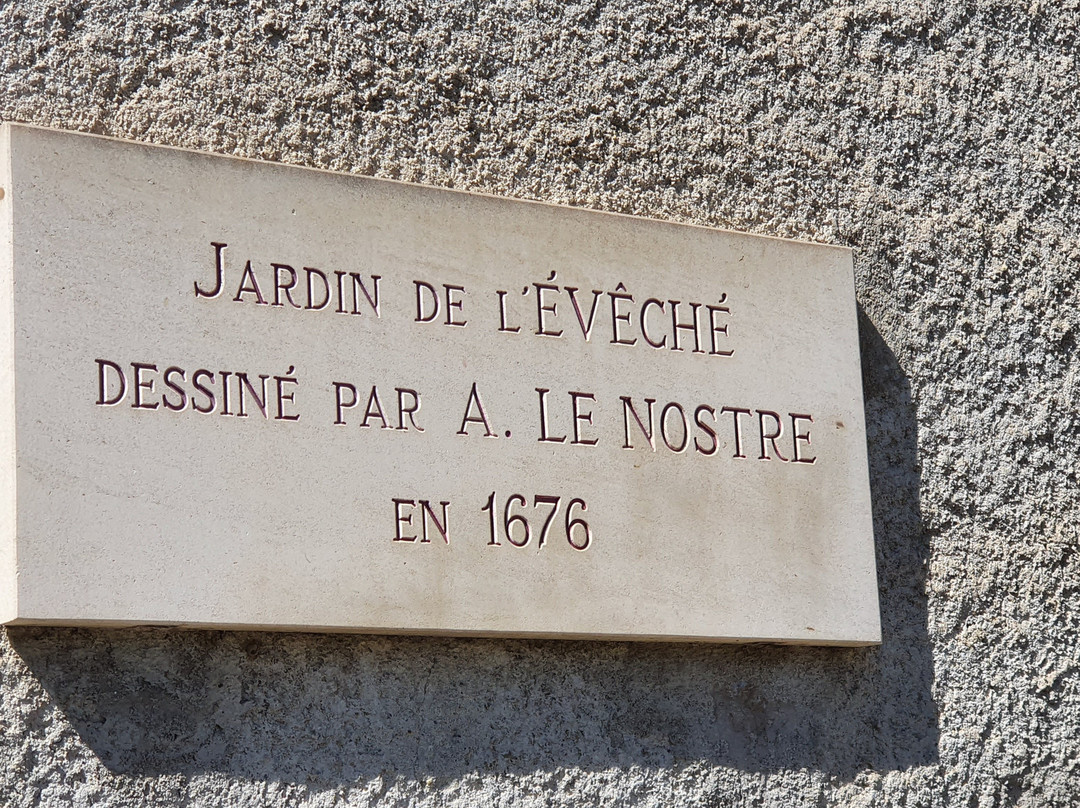 Jardin de l'Évêché
dessiné par A. Le Nostre
en 1676